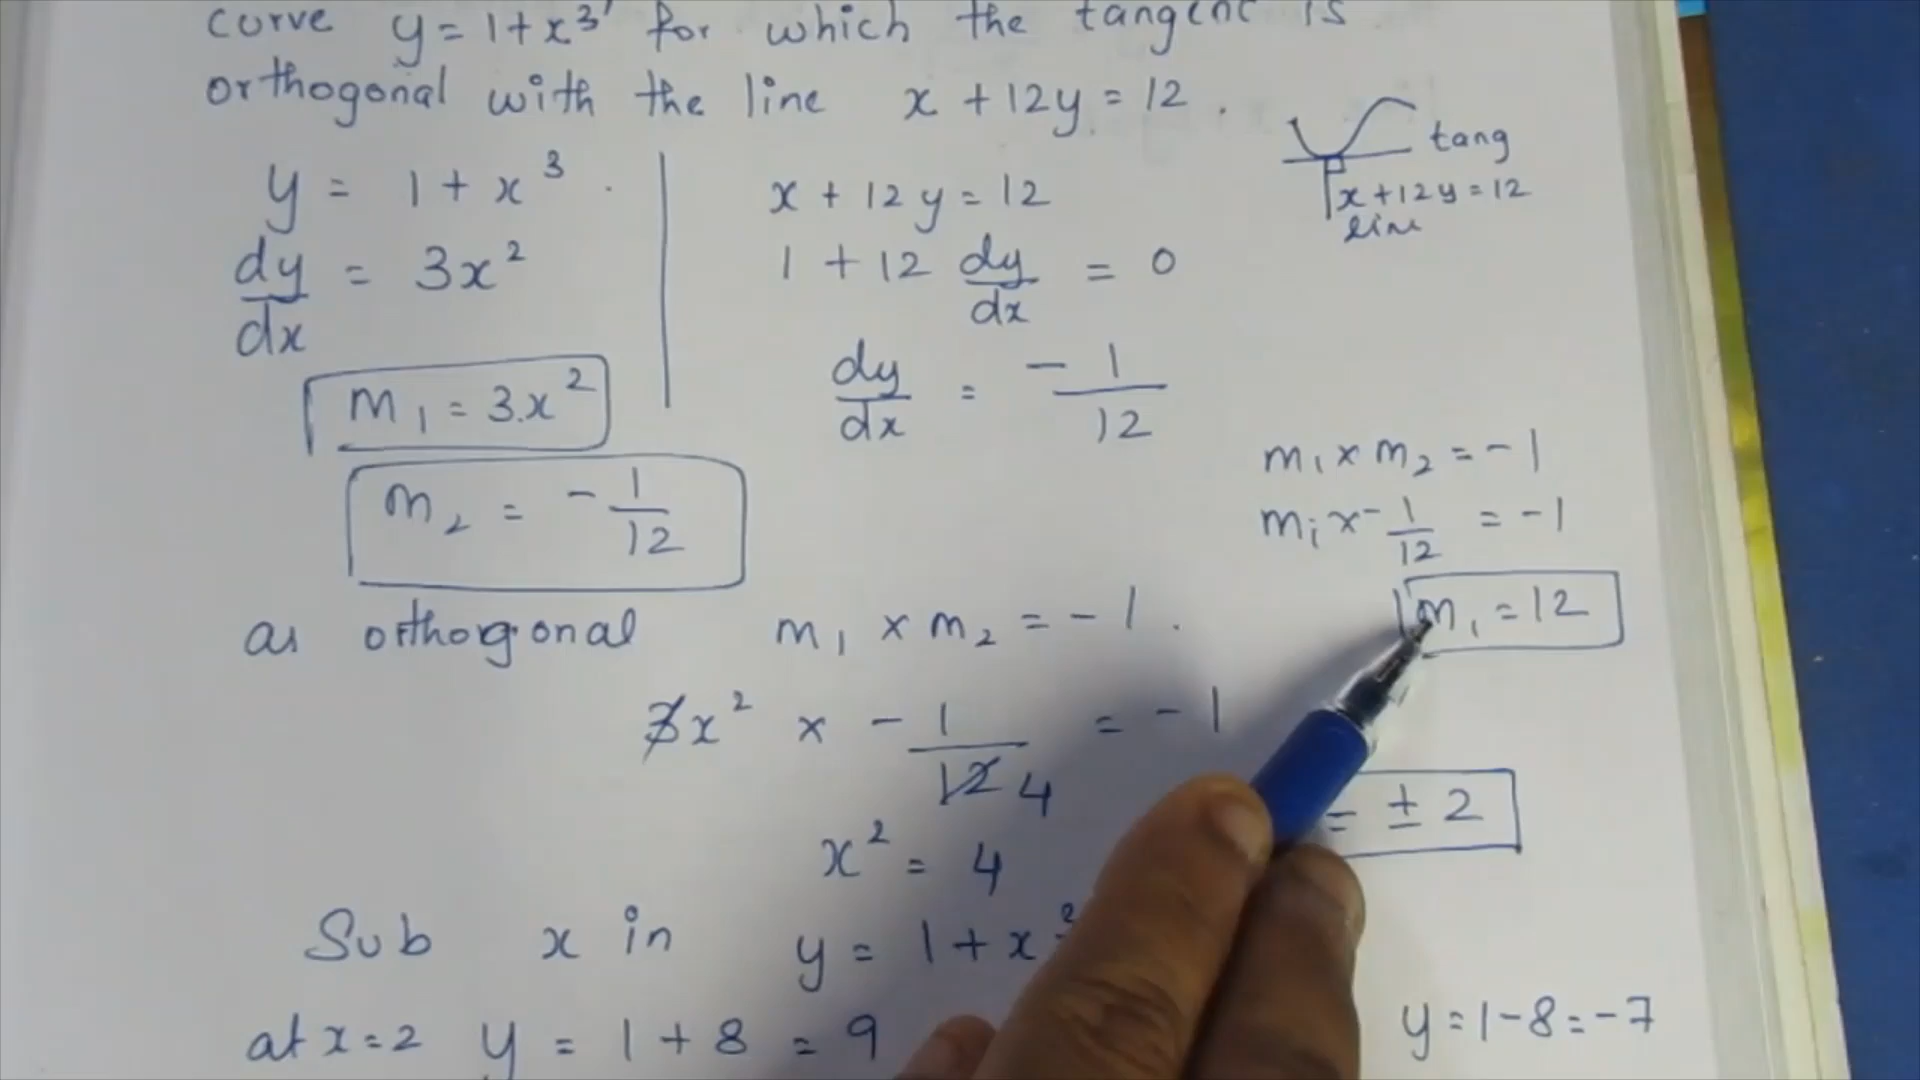 curve y = 1 + x³ for which the tangent is
orthogonal with the line x + 12y = 12 .
tang
x + 12y = 12
line
y = 1 + x³ .
dy/dx = 3x²
m₁ = 3.x²
m₂ = - 1/12
x + 12y = 12
1 + 12 dy/dx = 0
dy/dx = - 1/12
m₁ x m₂ = - 1
m₁ x - 1/12 = - 1
m₁ = 12
as orthogonal m₁ x m₂ = - 1 .
3x² x - 1/12 4 = - 1
x² = 4
= ± 2
Sub x in y = 1 + x³
at x = 2 y = 1 + 8 = 9
y = 1 - 8 = - 7